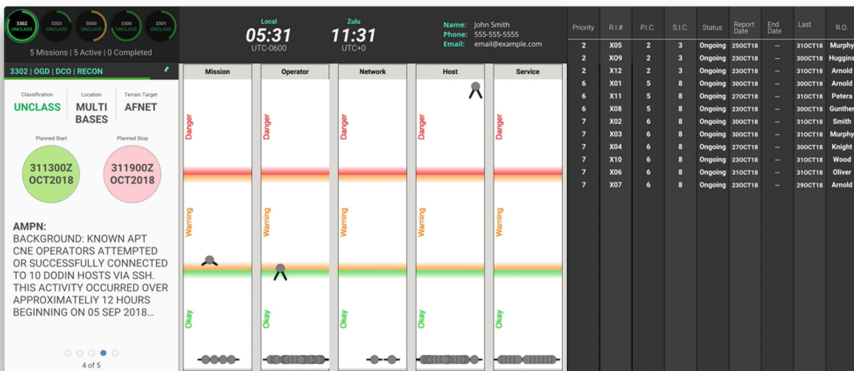 3302
UNCLASS
3303
UNCLASS
5000
UNCLASS
3300
UNCLASS
3301
UNCLASS
5 Missions | 5 Active | 0 Completed
3302 | OGD | DCO | RECON
Classification
UNCLASS
Location
MULTI
BASES
Terrain Target
AFNET
Planned Start
311300Z
OCT2018
Planned Stop
311900Z
OCT2018
AMPN:
BACKGROUND: KNOWN APT
CNE OPERATORS ATTEMPTED
OR SUCCESSFULLY CONNECTED
TO 10 DODIN HOSTS VIA SSH.
THIS ACTIVITY OCCURRED OVER
APPROXIMATELIY 12 HOURS
BEGINNING ON 05 SEP 2018...
4 of 5
Local
05:31
UTC-0600
Zulu
11:31
UTC+0
Name: John Smith
Phone: 555-555-5555
Email: email@example.com
Mission Operator Network Host Service
Danger Danger Danger Danger Danger
Warning Warning Warning Warning Warning
Okay Okay Okay Okay Okay
Priority R.I.# P.I.C. S.I.C. Status Report Date End Date Last R.O.
2 X05 2 3 Ongoing 25OCT18 -- 31OCT18 Murphy
2 X09 2 3 Ongoing 23OCT18 -- 30OCT18 Huggins
2 X12 2 3 Ongoing 23OCT18 -- 31OCT18 Arnold
6 X01 5 8 Ongoing 30OCT18 -- 30OCT18 Arnold
6 X11 5 8 Ongoing 27OCT18 -- 31OCT18 Petera
6 X08 5 8 Ongoing 23OCT18 -- 30OCT18 Gunther
7 X02 6 8 Ongoing 30OCT18 -- 31OCT18 Smith
7 X03 6 8 Ongoing 30OCT18 -- 31OCT18 Murphy
7 X04 6 8 Ongoing 27OCT18 -- 30OCT18 Knight
7 X10 6 8 Ongoing 23OCT18 -- 31OCT18 Wood
7 X06 6 8 Ongoing 31OCT18 -- 31OCT18 Oliver
7 X07 6 8 Ongoing 23OCT18 -- 29OCT18 Arnold